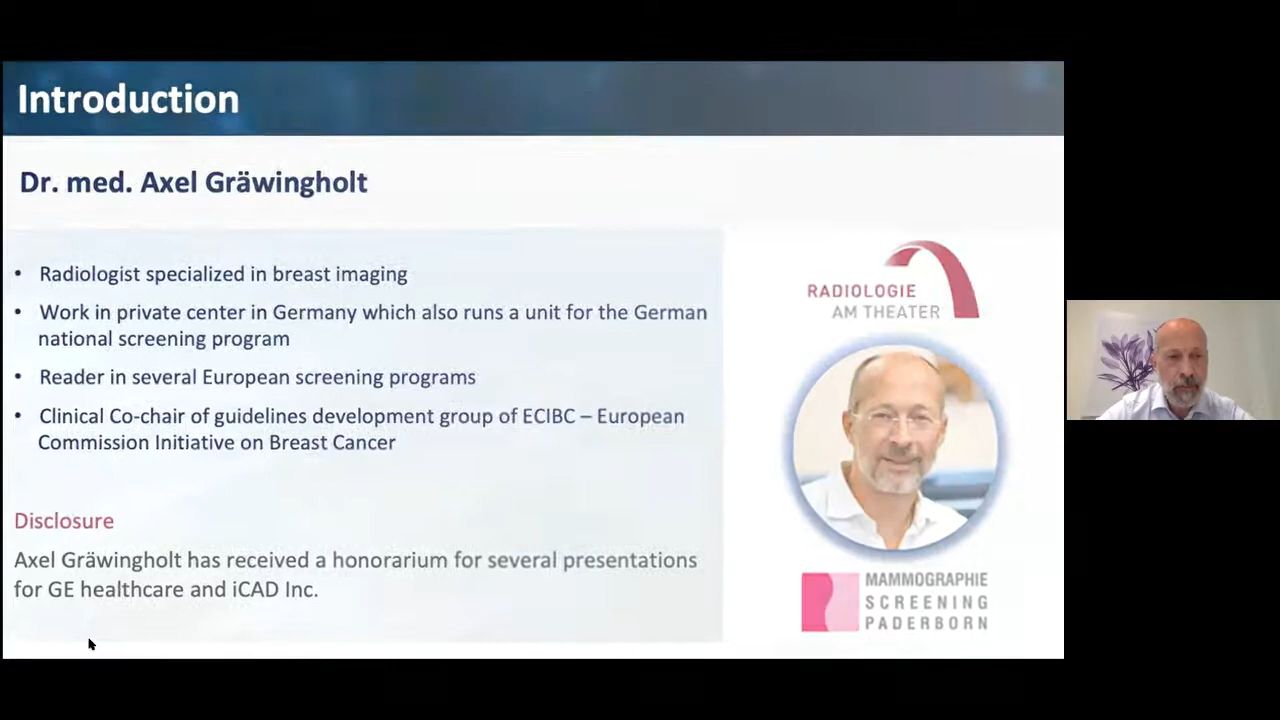 Introduction
Dr. med. Axel Gräwingholt
• Radiologist specialized in breast imaging
• Work in private center in Germany which also runs a unit for the German
national screening program
• Reader in several European screening programs
• Clinical Co-chair of guidelines development group of ECIBC – European
Commission Initiative on Breast Cancer
Disclosure
Axel Gräwingholt has received a honorarium for several presentations
for GE healthcare and iCAD Inc.
RADIOLOGIE
AM THEATER
MAMMOGRAPHIE
SCREENING
PADERBORN